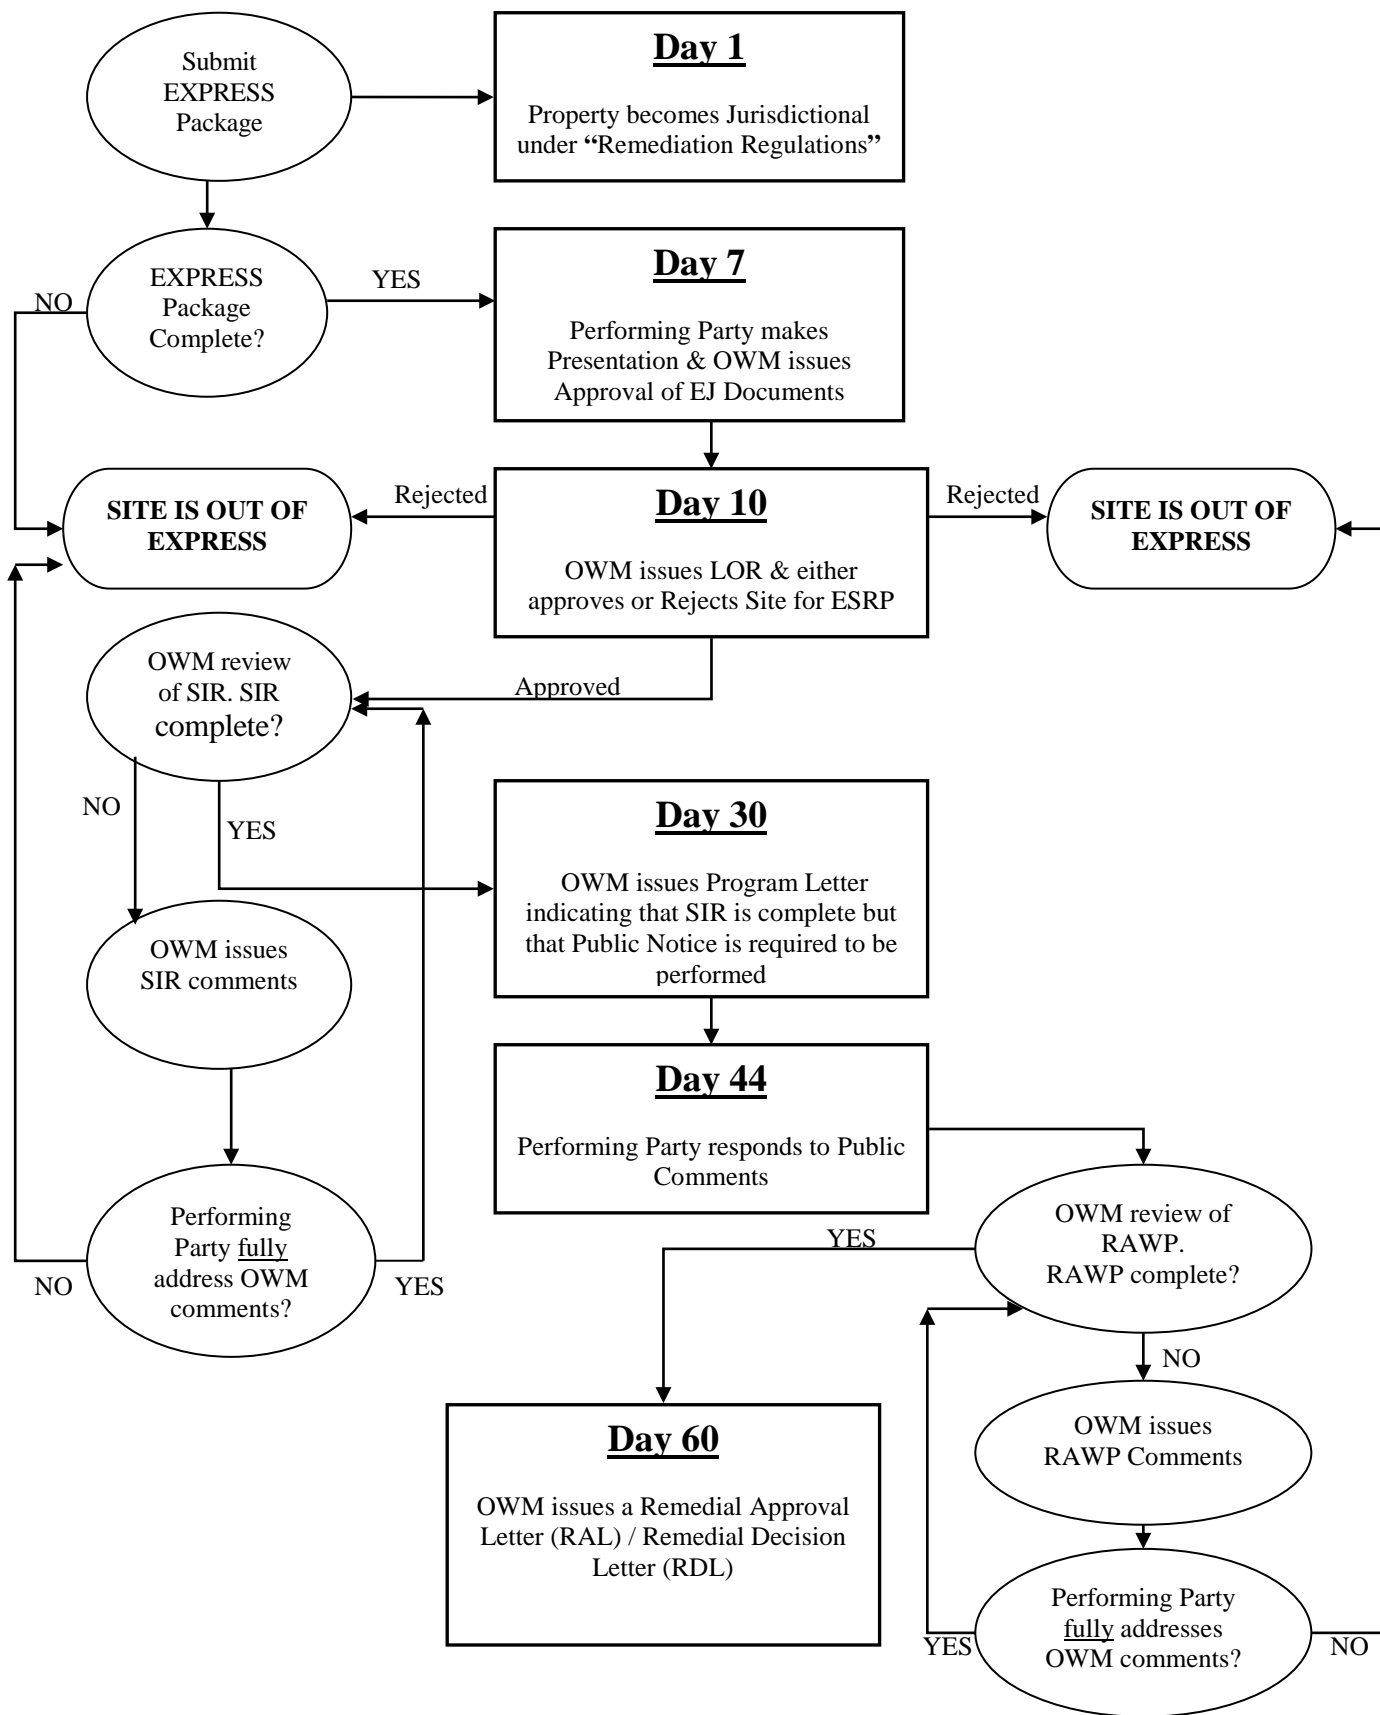 Submit
EXPRESS
Package
Day 1
Property becomes Jurisdictional
under “Remediation Regulations”
EXPRESS
Package
Complete?
NO
YES
Day 7
Performing Party makes
Presentation & OWM issues
Approval of EJ Documents
SITE IS OUT OF
EXPRESS
Rejected
Day 10
OWM issues LOR & either
approves or Rejects Site for ESRP
Rejected
SITE IS OUT OF
EXPRESS
OWM review
of SIR. SIR
complete?
Approved
NO
YES
Day 30
OWM issues Program Letter
indicating that SIR is complete but
that Public Notice is required to be
performed
OWM issues
SIR comments
Day 44
Performing Party responds to Public
Comments
Performing
Party fully
address OWM
comments?
NO
YES
OWM review of
RAWP.
RAWP complete?
YES
NO
Day 60
OWM issues a Remedial Approval
Letter (RAL) / Remedial Decision
Letter (RDL)
OWM issues
RAWP Comments
Performing Party
fully addresses
OWM comments?
YES
NO